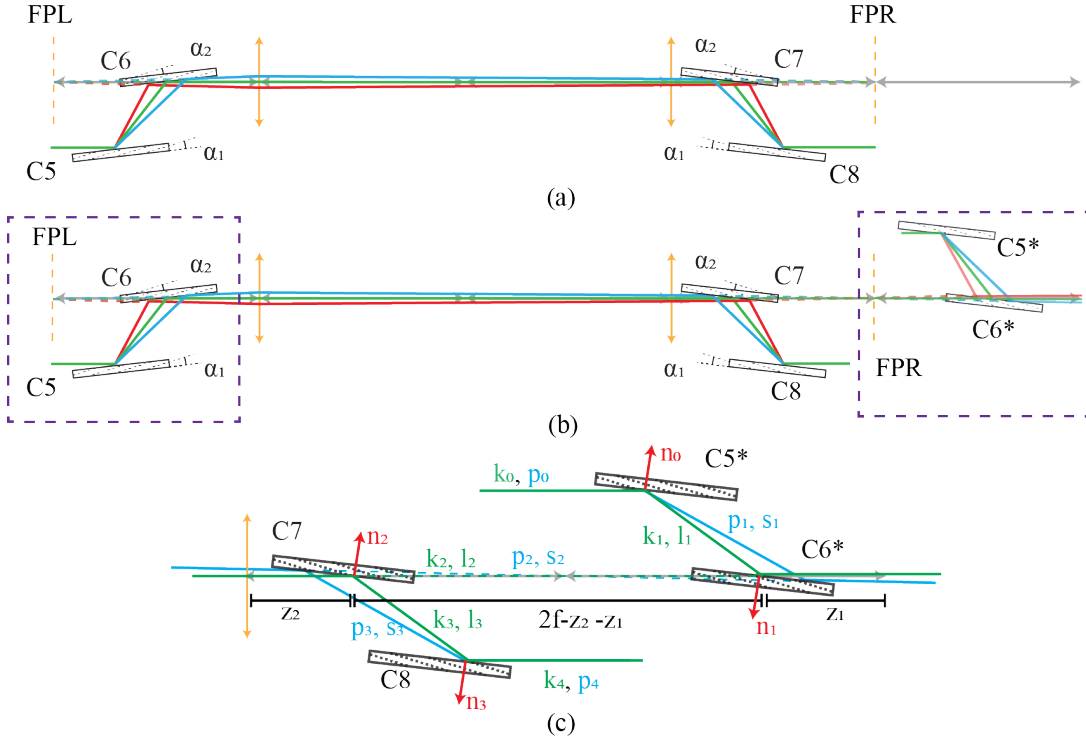 FPL
FPR
C6
α₂
α₂
C7
C5
α₁
α₁
C8
(a)
FPL
C5*
C6
α₂
α₂
C7
C6*
C5
α₁
α₁
C8
FPR
(b)
n₀
C5*
k₀, p₀
C7
n₂
p₁, s₁
C6*
k₂, l₂
p₂, s₂
k₁, l₁
z₂
p₃, s₃
k₃, l₃
2f-z₂ -z₁
n₁
z₁
C8
n₃
k₄, p₄
(c)